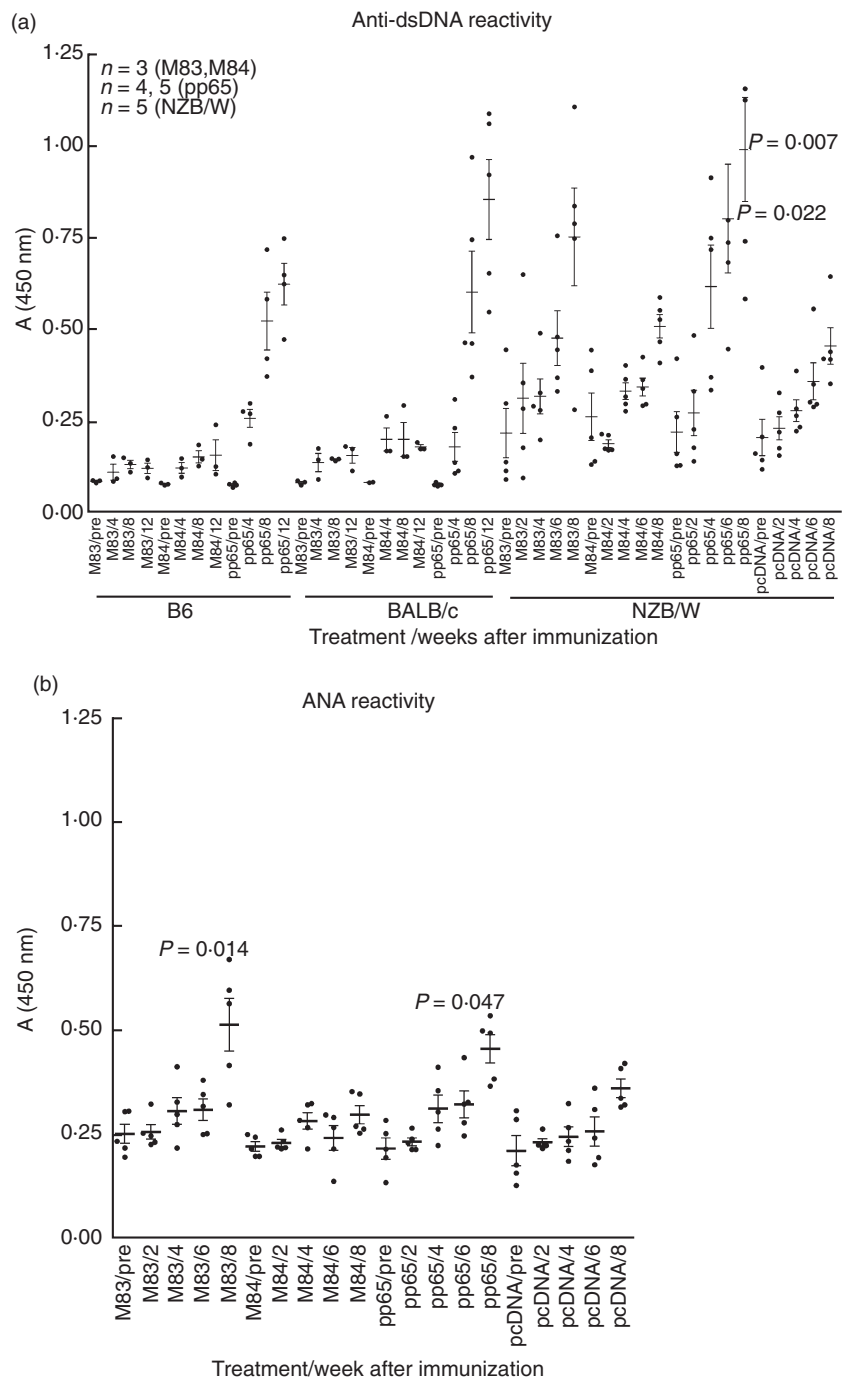 (a)
Anti-dsDNA reactivity
n = 3 (M83,M84)
n = 4, 5 (pp65)
n = 5 (NZB/W)
1·25
1·00
0·75
0·50
0·25
0·00
A (450 nm)
P = 0·007
P = 0·022
M83/pre
M83/4
M83/8
M83/12
M84/pre
M84/4
M84/8
M84/12
pp65/pre
pp65/4
pp65/8
pp65/12
M83/pre
M83/4
M83/8
M83/12
M84/pre
M84/4
M84/8
M84/12
pp65/pre
pp65/4
pp65/8
pp65/12
M83/pre
M83/2
M83/4
M83/6
M83/8
M84/pre
M84/2
M84/4
M84/6
M84/8
pp65/pre
pp65/2
pp65/4
pp65/6
pp65/8
pcDNA/pre
pcDNA/2
pcDNA/4
pcDNA/6
pcDNA/8
B6
BALB/c
NZB/W
Treatment /weeks after immunization
(b)
ANA reactivity
1·25
1·00
0·75
0·50
0·25
0·00
A (450 nm)
P = 0·014
P = 0·047
M83/pre
M83/2
M83/4
M83/6
M83/8
M84/pre
M84/2
M84/4
M84/6
M84/8
pp65/pre
pp65/2
pp65/4
pp65/6
pp65/8
pcDNA/pre
pcDNA/2
pcDNA/4
pcDNA/6
pcDNA/8
Treatment/week after immunization